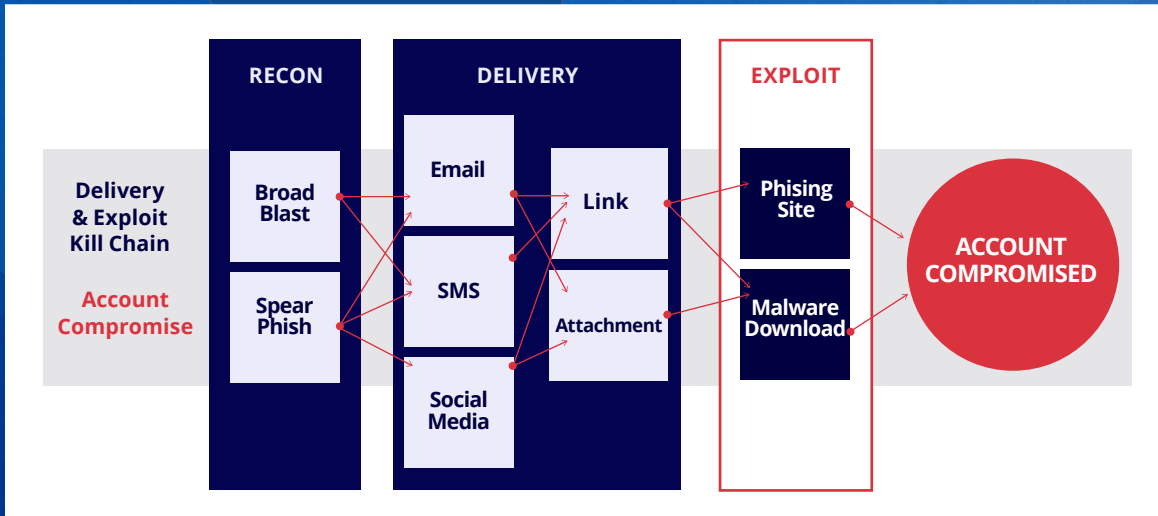 RECON
DELIVERY
EXPLOIT
Delivery
& Exploit
Kill Chain
Account
Compromise
Broad
Blast
Spear
Phish
Email
SMS
Social
Media
Link
Attachment
Phising
Site
Malware
Download
ACCOUNT
COMPROMISED